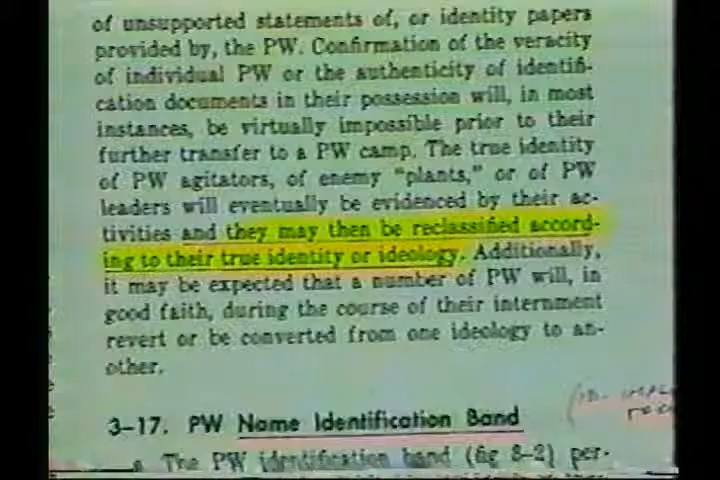 of unsupported statements of, or identity papers
provided by, the PW. Confirmation of the veracity
of individual PW or the authenticity of identifi-
cation documents in their possession will, in most
instances, be virtually impossible prior to their
further transfer to a PW camp. The true identity
of PW agitators, of enemy “plants,” or of PW
leaders will eventually be evidenced by their ac-
tivities and they may then be reclassified accord-
ing to their true identity or ideology. Additionally,
it may be expected that a number of PW will, in
good faith, during the course of their internment
revert or be converted from one ideology to an-
other.
3–17. PW Name Identification Band
a The PW identification band (fig 3–2) per-